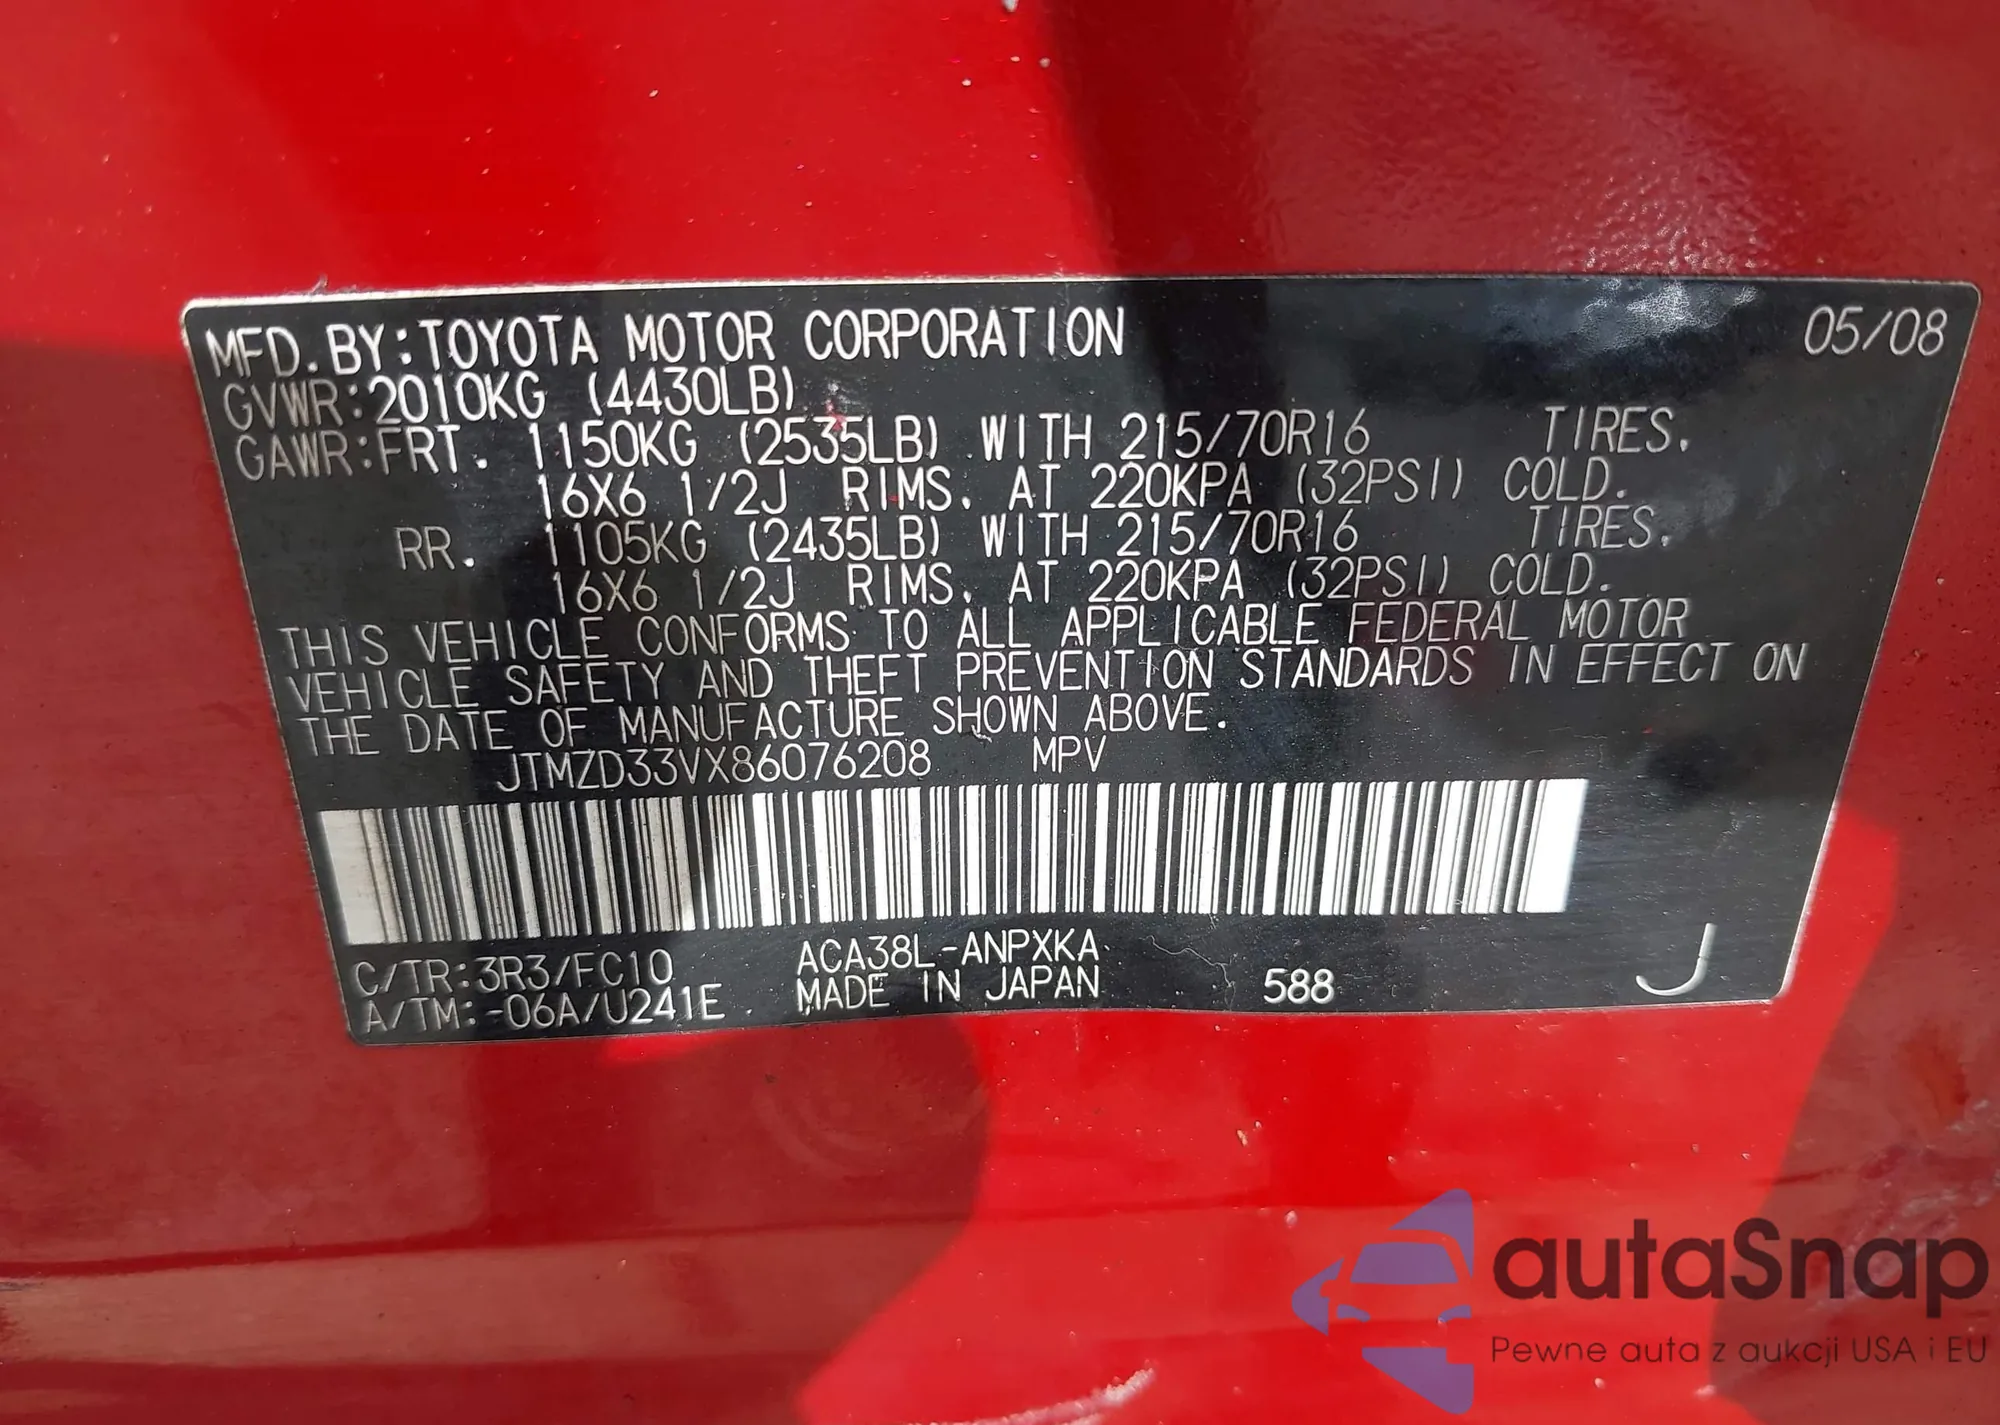 MFD. BY: TOYOTA MOTOR CORPORATION 05/08
GVWR: 2010KG (4430LB)
GAWR: FRT. 1150KG (2535LB) WITH 215/70R16 TIRES.
16X6 1/2J RIMS. AT 220KPA (32PSI) COLD.
RR. 1105KG (2435LB) WITH 215/70R16 TIRES.
16X6 1/2J RIMS. AT 220KPA (32PSI) COLD.
THIS VEHICLE CONFORMS TO ALL APPLICABLE FEDERAL MOTOR
VEHICLE SAFETY AND THEFT PREVENTION STANDARDS IN EFFECT ON
THE DATE OF MANUFACTURE SHOWN ABOVE.
JTMZD33VX86076208 MPV
C/TR: 3R3/FC10 ACA38L-ANPXKA
A/TM: -06A/U241E MADE IN JAPAN 588 J
autaSnap
Pewne auta z aukcji USA i EU